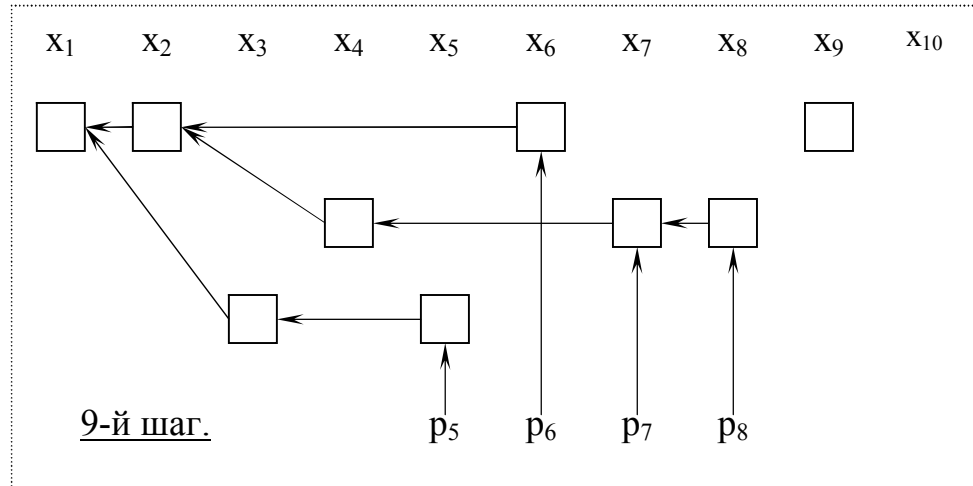 x₁ x₂ x₃ x₄ x₅ x₆ x₇ x₈ x₉ x₁₀
9-й шаг. p₅ p₆ p₇ p₈